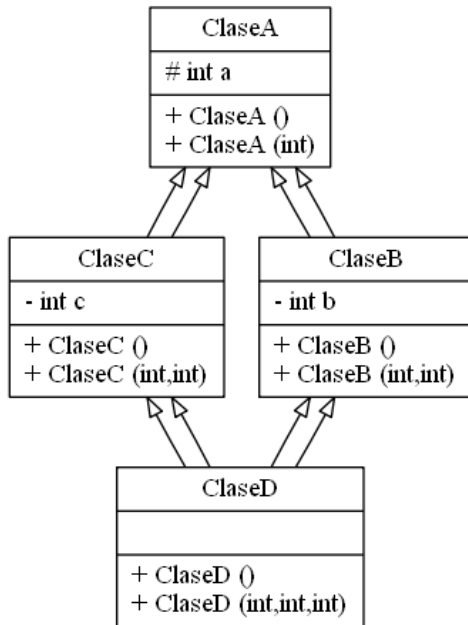 ClaseA
# int a
+ ClaseA ()
+ ClaseA (int)
ClaseC
- int c
+ ClaseC ()
+ ClaseC (int,int)
ClaseB
- int b
+ ClaseB ()
+ ClaseB (int,int)
ClaseD
+ ClaseD ()
+ ClaseD (int,int,int)